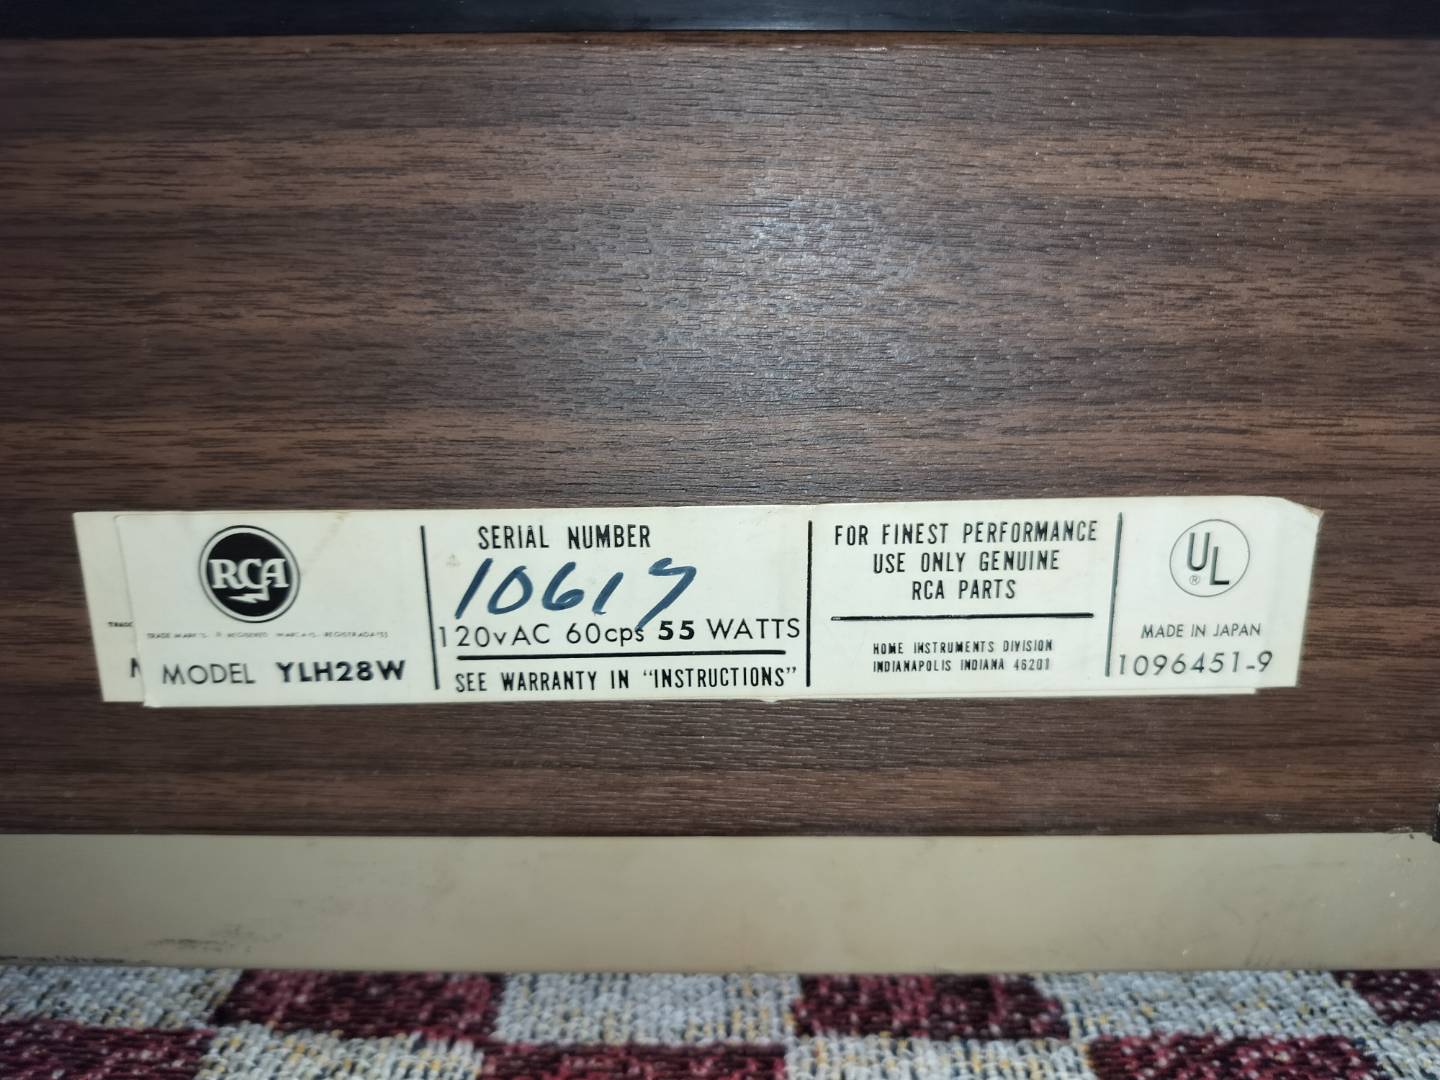 RCA
MODEL YLH28W
SERIAL NUMBER
10617
120vAC 60cps 55 WATTS
SEE WARRANTY IN "INSTRUCTIONS"
FOR FINEST PERFORMANCE
USE ONLY GENUINE
RCA PARTS
HOME INSTRUMENTS DIVISION
INDIANAPOLIS INDIANA 46201
UL
®
MADE IN JAPAN
1096451-9